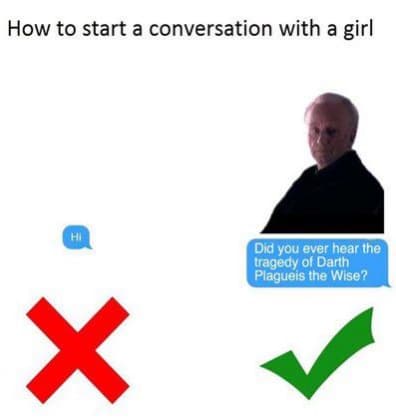 How to start a conversation with a girl
Hi
Did you ever hear the
tragedy of Darth
Plagueis the Wise?